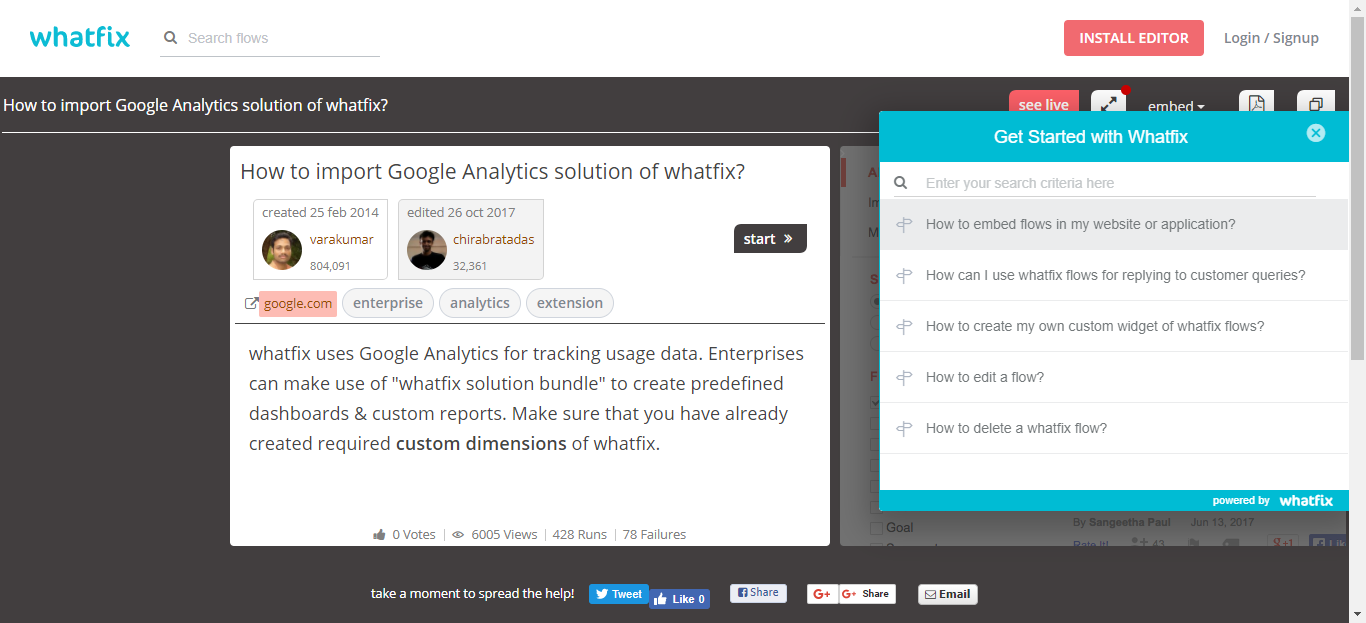 whatfix
Search flows
INSTALL EDITOR
Login / Signup
How to import Google Analytics solution of whatfix?
see live
embed
Get Started with Whatfix
Enter your search criteria here
How to embed flows in my website or application?
How can I use whatfix flows for replying to customer queries?
How to create my own custom widget of whatfix flows?
How to edit a flow?
How to delete a whatfix flow?
powered by whatfix
How to import Google Analytics solution of whatfix?
created 25 feb 2014
varakumar
804,091
edited 26 oct 2017
chirabratadas
32,361
start »
google.com
enterprise
analytics
extension
whatfix uses Google Analytics for tracking usage data. Enterprises
can make use of "whatfix solution bundle" to create predefined
dashboards & custom reports. Make sure that you have already
created required custom dimensions of whatfix.
0 Votes
6005 Views
428 Runs
78 Failures
Goal
By Sangeetha Paul
Jun 13, 2017
Rate It!
43
take a moment to spread the help!
Tweet
Like 0
Share
G+
G+ Share
Email